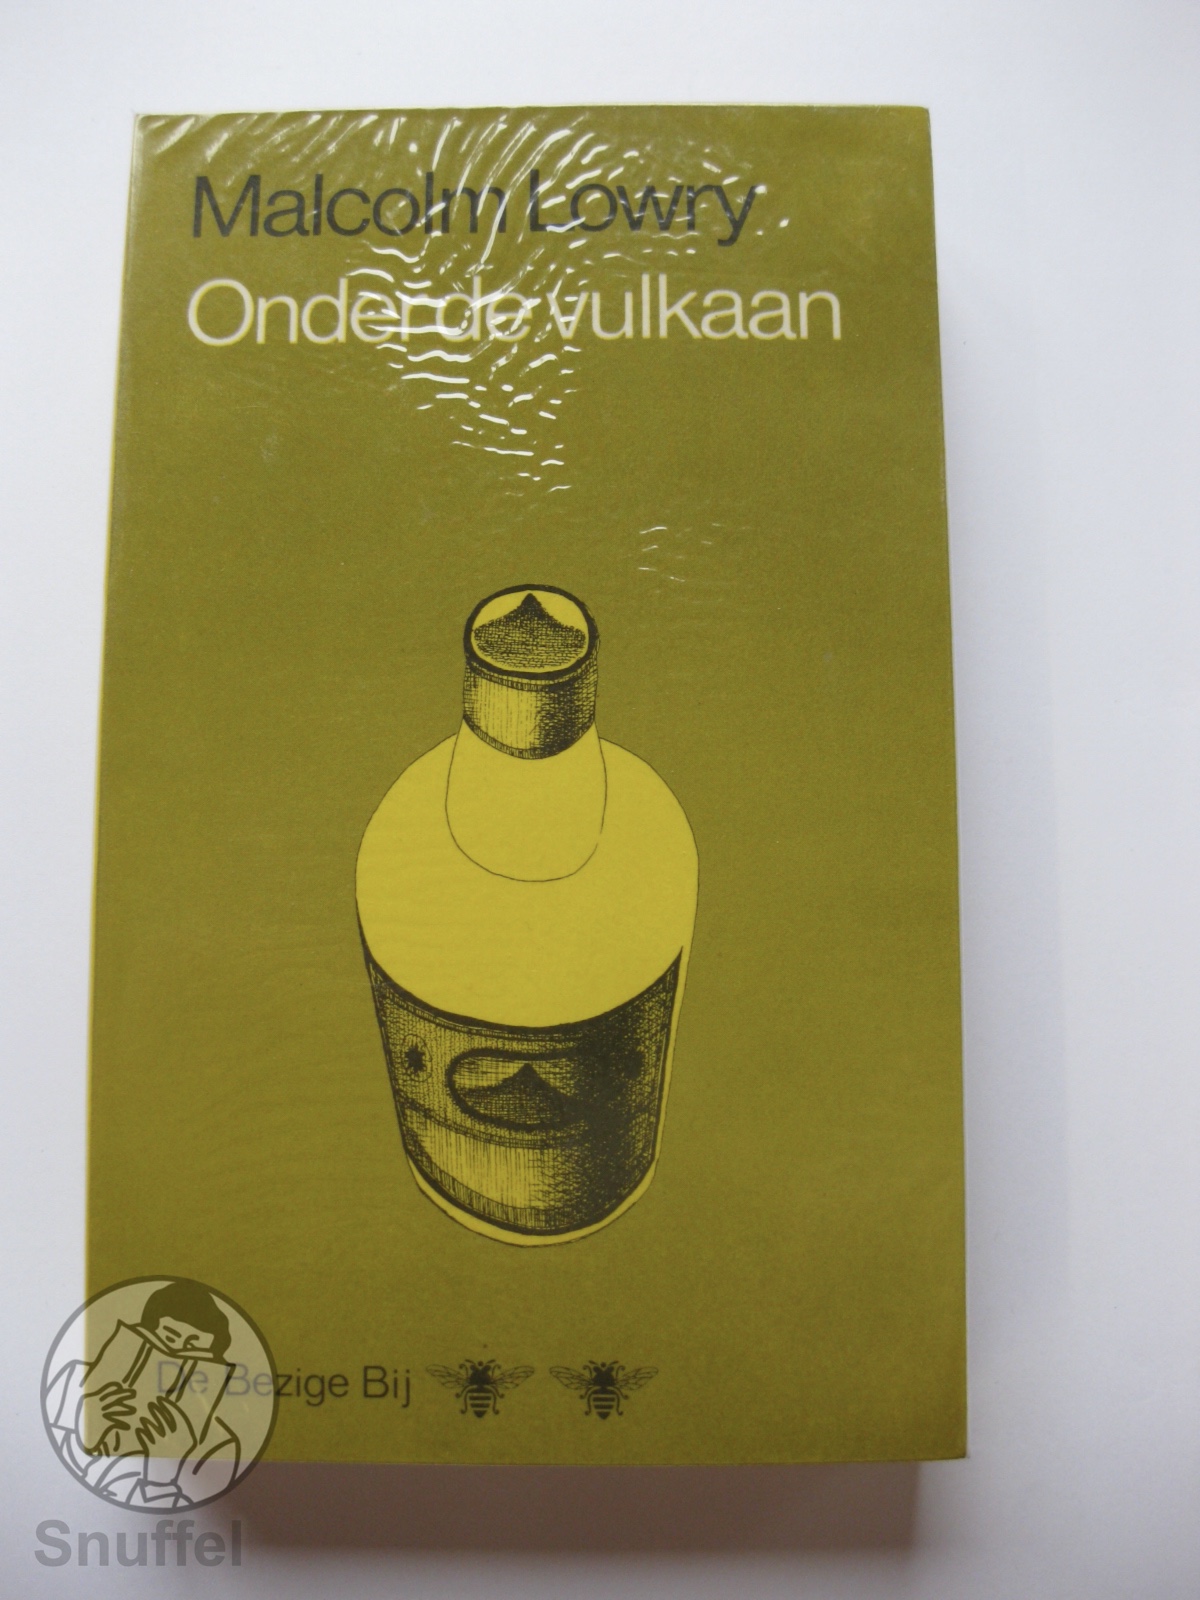 Malcolm Lowry
Onder de vulkaan
De Bezige Bij
Snuffel